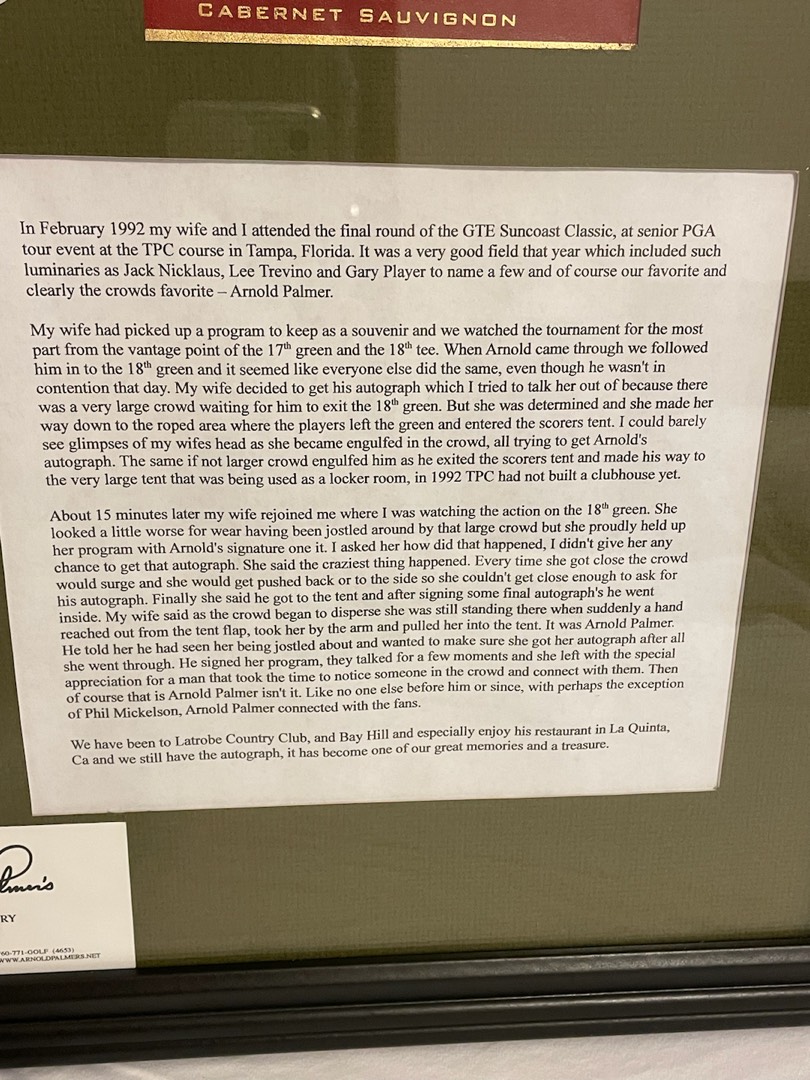 CABERNET SAUVIGNON
In February 1992 my wife and I attended the final round of the GTE Suncoast Classic, at senior PGA
tour event at the TPC course in Tampa, Florida. It was a very good field that year which included such
luminaries as Jack Nicklaus, Lee Trevino and Gary Player to name a few and of course our favorite and
clearly the crowds favorite – Arnold Palmer.
My wife had picked up a program to keep as a souvenir and we watched the tournament for the most
part from the vantage point of the 17th green and the 18th tee. When Arnold came through we followed
him in to the 18th green and it seemed like everyone else did the same, even though he wasn't in
contention that day. My wife decided to get his autograph which I tried to talk her out of because there
was a very large crowd waiting for him to exit the 18th green. But she was determined and she made her
way down to the roped area where the players left the green and entered the scorers tent. I could barely
see glimpses of my wifes head as she became engulfed in the crowd, all trying to get Arnold's
autograph. The same if not larger crowd engulfed him as he exited the scorers tent and made his way to
the very large tent that was being used as a locker room, in 1992 TPC had not built a clubhouse yet.
About 15 minutes later my wife rejoined me where I was watching the action on the 18th green. She
looked a little worse for wear having been jostled around by that large crowd but she proudly held up
her program with Arnold's signature one it. I asked her how did that happened, I didn't give her any
chance to get that autograph. She said the craziest thing happened. Every time she got close the crowd
would surge and she would get pushed back or to the side so she couldn't get close enough to ask for
his autograph. Finally she said he got to the tent and after signing some final autograph's he went
inside. My wife said as the crowd began to disperse she was still standing there when suddenly a hand
reached out from the tent flap, took her by the arm and pulled her into the tent. It was Arnold Palmer.
He told her he had seen her being jostled about and wanted to make sure she got her autograph after all
she went through. He signed her program, they talked for a few moments and she left with the special
appreciation for a man that took the time to notice someone in the crowd and connect with them. Then
of course that is Arnold Palmer isn't it. Like no one else before him or since, with perhaps the exception
of Phil Mickelson, Arnold Palmer connected with the fans.
We have been to Latrobe Country Club, and Bay Hill and especially enjoy his restaurant in La Quinta,
Ca and we still have the autograph, it has become one of our great memories and a treasure.
lmer's
RY
60-771-GOLF (4653)
WWW.ARNOLDPALMERS.NET